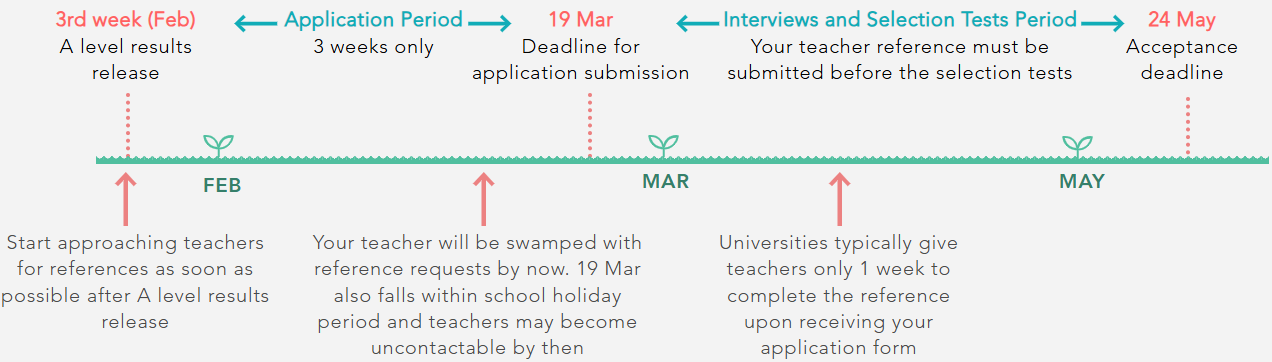 3rd week (Feb)
A level results
release
Application Period
3 weeks only
19 Mar
Deadline for
application submission
Interviews and Selection Tests Period
Your teacher reference must be
submitted before the selection tests
24 May
Acceptance
deadline
FEB
MAR
MAY
Start approaching teachers
for references as soon as
possible after A level results
release
Your teacher will be swamped with
reference requests by now. 19 Mar
also falls within school holiday
period and teachers may become
uncontactable by then
Universities typically give
teachers only 1 week to
complete the reference
upon receiving your
application form